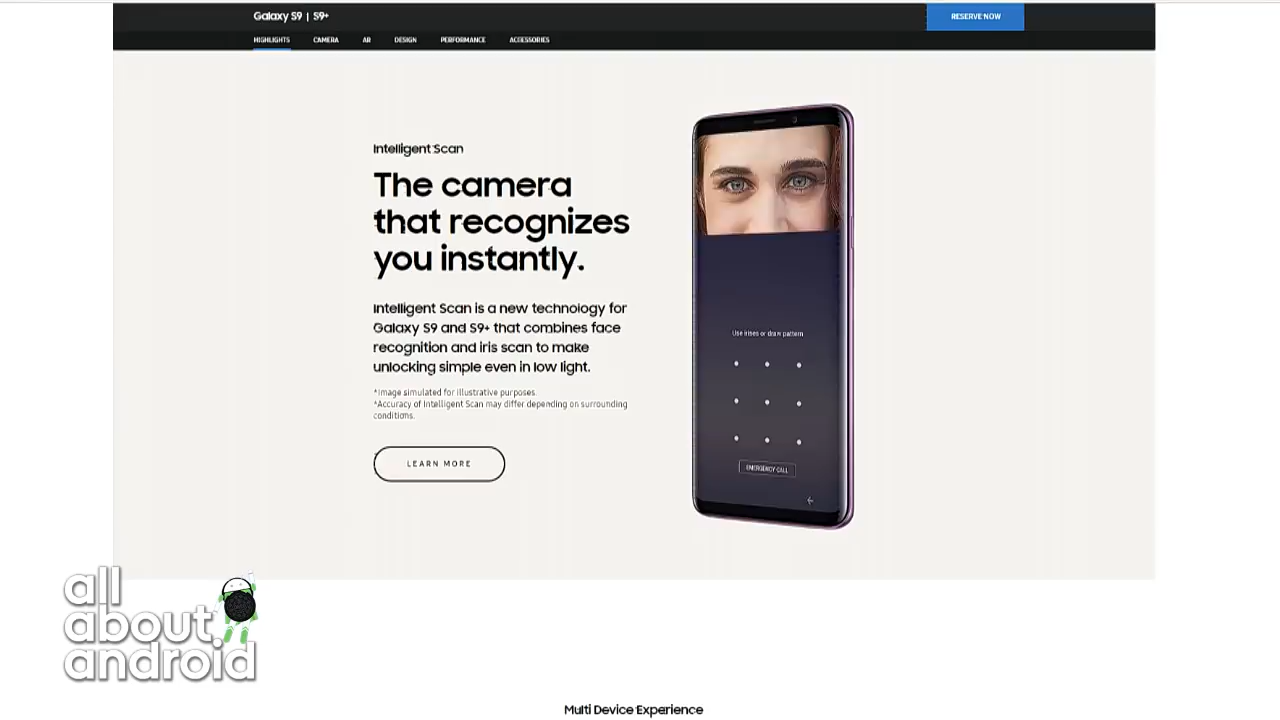 Galaxy S9 | S9+
RESERVE NOW
HIGHLIGHTS CAMERA AR DESIGN PERFORMANCE ACCESSORIES
Intelligent Scan
The camera
that recognizes
you instantly.
Intelligent Scan is a new technology for
Galaxy S9 and S9+ that combines face
recognition and iris scan to make
unlocking simple even in low light.
*Image simulated for illustrative purposes.
*Accuracy of Intelligent Scan may differ depending on surrounding
conditions.
LEARN MORE
Use irises or draw pattern
EMERGENCY CALL
all
about
android
Multi Device Experience